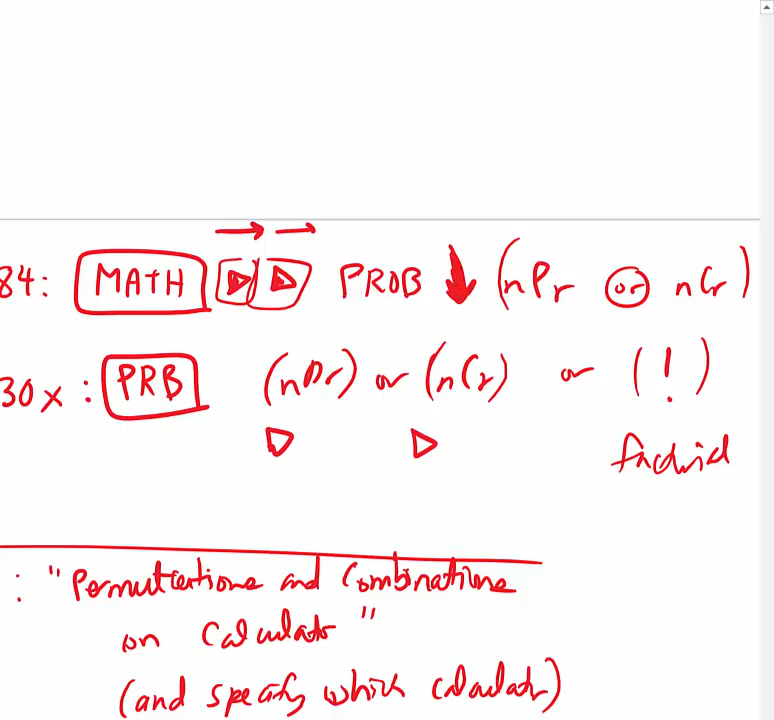 84: MATH ▷ ▷ PROB ↓ (nPr or nCr)
30x: PRB (nPr) or (nCr) or (!)
▷ ▷ factorial
: "Permutations and Combinations
on Calculator"
(and specify which calculator)